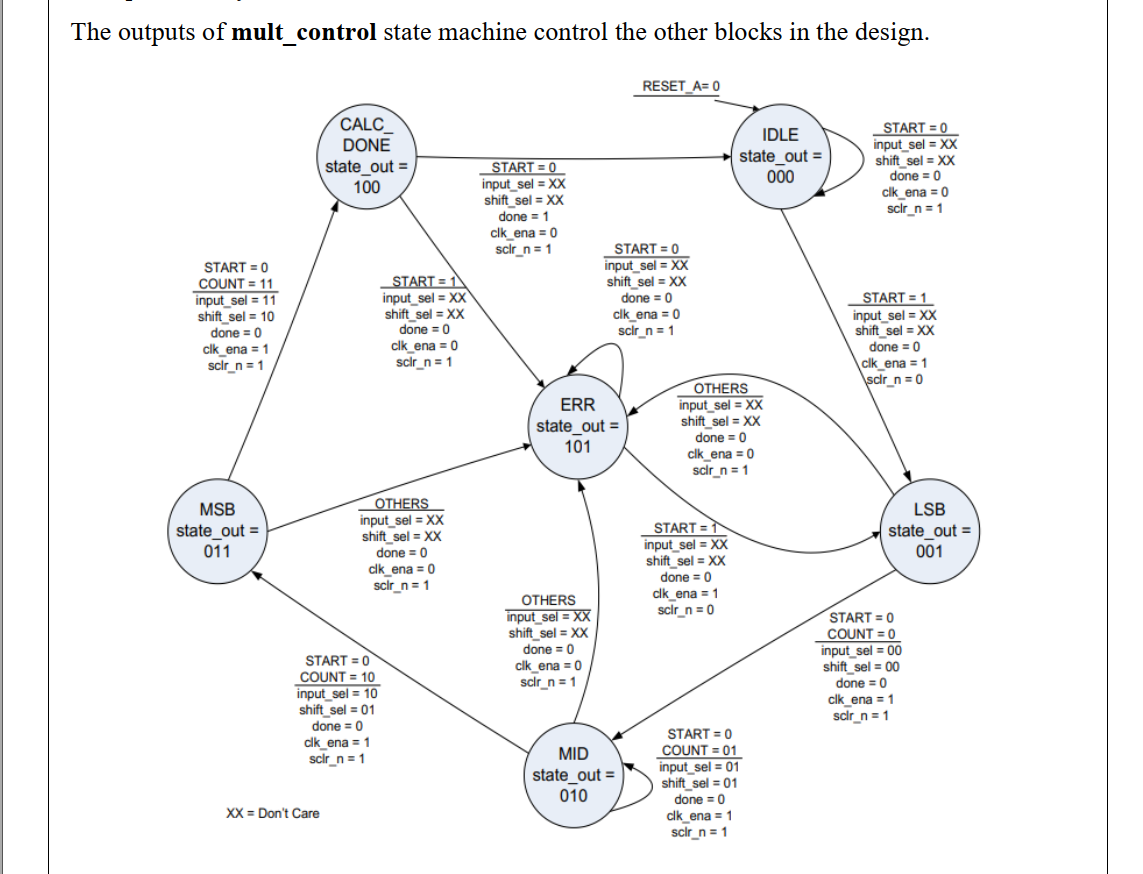 The outputs of mult_control state machine control the other blocks in the design.
RESET_A= 0
CALC_
DONE
state_out =
100
IDLE
state_out =
000
START = 0
input_sel = XX
shift_sel = XX
done = 0
clk_ena = 0
sclr_n = 1
START = 0
input_sel = XX
shift_sel = XX
done = 1
clk_ena = 0
sclr_n = 1
START = 0
COUNT = 11
input_sel = 11
shift_sel = 10
done = 0
clk_ena = 1
sclr_n = 1
START = 1
input_sel = XX
shift_sel = XX
done = 0
clk_ena = 0
sclr_n = 1
START = 0
input_sel = XX
shift_sel = XX
done = 0
clk_ena = 0
sclr_n = 1
START = 1
input_sel = XX
shift_sel = XX
done = 0
clk_ena = 1
sclr_n = 0
ERR
state_out =
101
OTHERS
input_sel = XX
shift_sel = XX
done = 0
clk_ena = 0
sclr_n = 1
MSB
state_out =
011
OTHERS
input_sel = XX
shift_sel = XX
done = 0
clk_ena = 0
sclr_n = 1
START = 1
input_sel = XX
shift_sel = XX
done = 0
clk_ena = 1
sclr_n = 0
LSB
state_out =
001
OTHERS
input_sel = XX
shift_sel = XX
done = 0
clk_ena = 0
sclr_n = 1
START = 0
COUNT = 0
input_sel = 00
shift_sel = 00
done = 0
clk_ena = 1
sclr_n = 1
START = 0
COUNT = 10
input_sel = 10
shift_sel = 01
done = 0
clk_ena = 1
sclr_n = 1
MID
state_out =
010
START = 0
COUNT = 01
input_sel = 01
shift_sel = 01
done = 0
clk_ena = 1
sclr_n = 1
XX = Don't Care